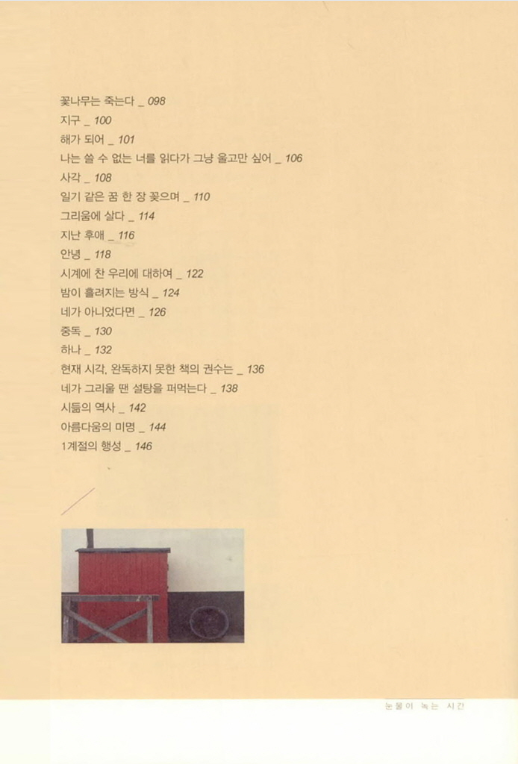 꽃나무는 죽는다 _ 098
지구 _ 100
해가 되어 _ 101
나는 쓸 수 없는 너를 읽다가 그냥 울고만 싶어 _ 106
사각 _ 108
일기 같은 꿈 한 장 꽂으며 _ 110
그리움에 살다 _ 114
지난 후애 _ 116
안녕 _ 118
시계에 찬 우리에 대하여 _ 122
밤이 흘려지는 방식 _ 124
네가 아니었다면 _ 126
중독 _ 130
하나 _ 132
현재 시각, 완독하지 못한 책의 권수는 _ 136
네가 그리울 땐 설탕을 퍼먹는다 _ 138
시듦의 역사 _ 142
아름다움의 미명 _ 144
1계절의 행성 _ 146
눈물이 녹는 시간